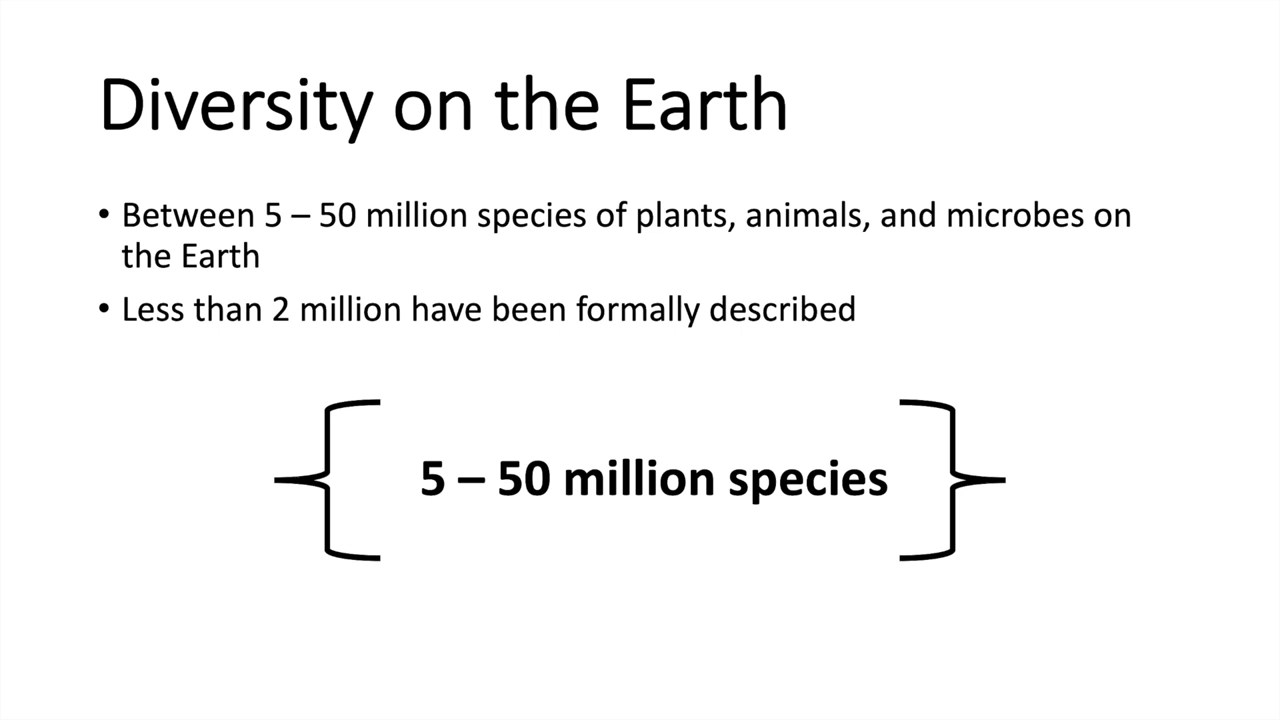 Diversity on the Earth
• Between 5 – 50 million species of plants, animals, and microbes on
the Earth
• Less than 2 million have been formally described
5 – 50 million species